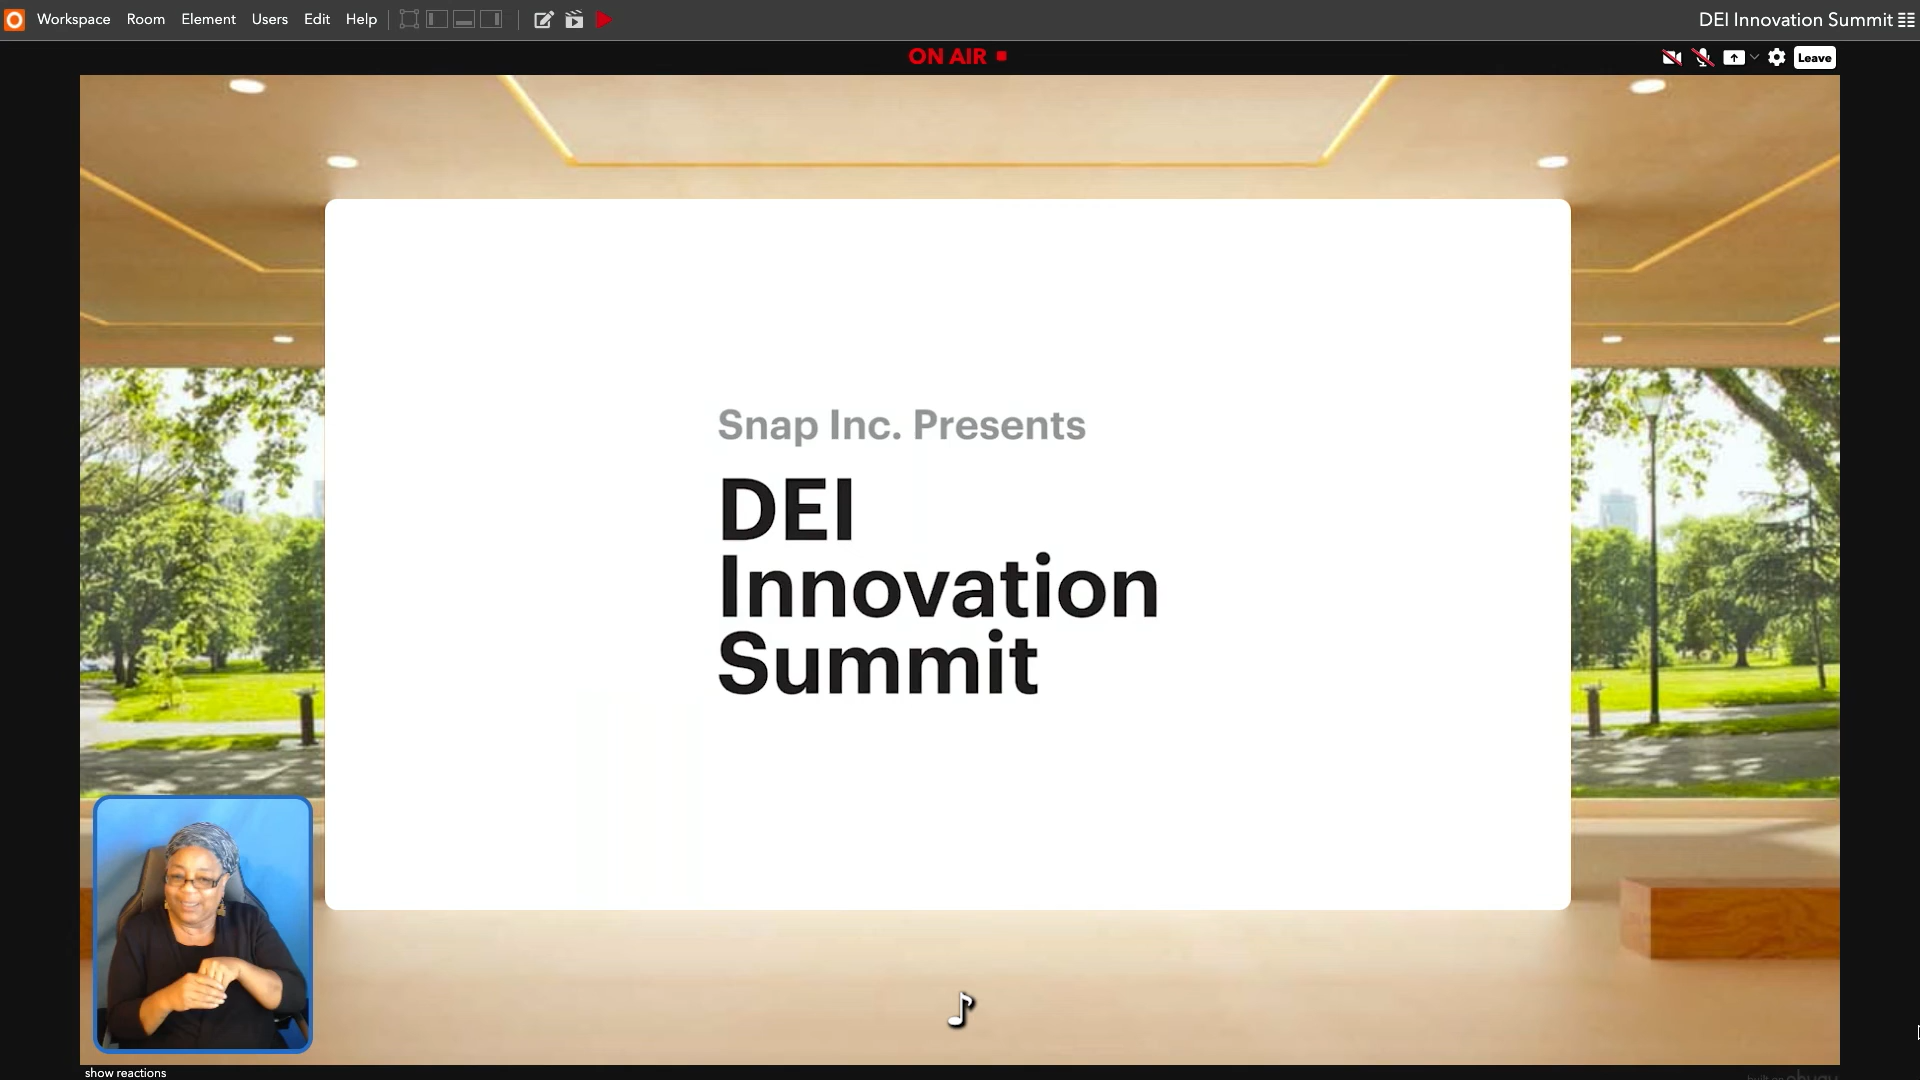 Workspace Room Element Users Edit Help
DEI Innovation Summit
ON AIR
Leave
Snap Inc. Presents
DEI
Innovation
Summit
show reactions